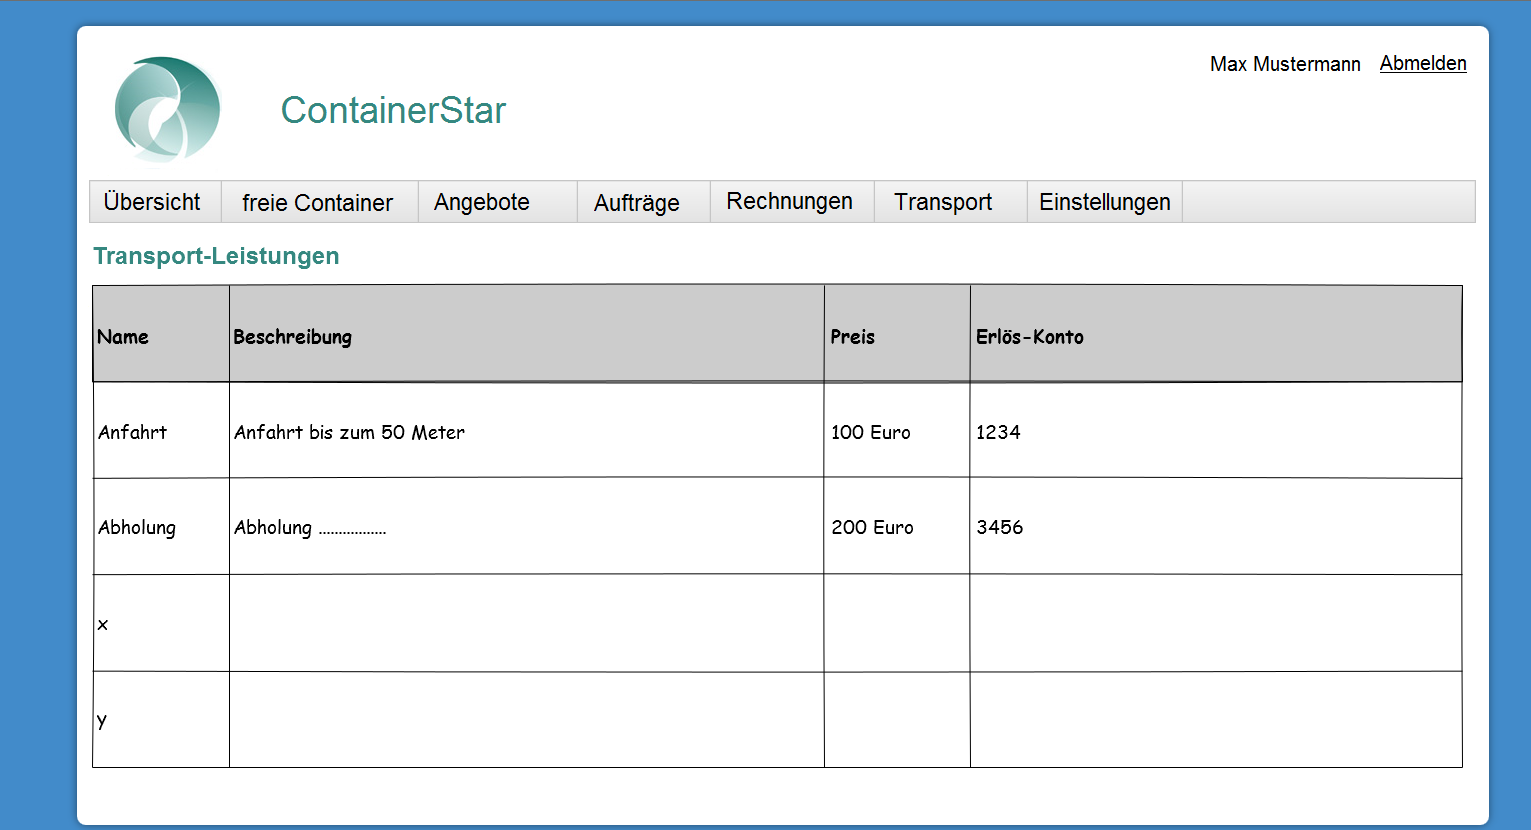 Max Mustermann Abmelden
ContainerStar
Übersicht freie Container Angebote Aufträge Rechnungen Transport Einstellungen
Transport-Leistungen
Name Beschreibung Preis Erlös-Konto
Anfahrt Anfahrt bis zum 50 Meter 100 Euro 1234
Abholung Abholung ................. 200 Euro 3456
x
y